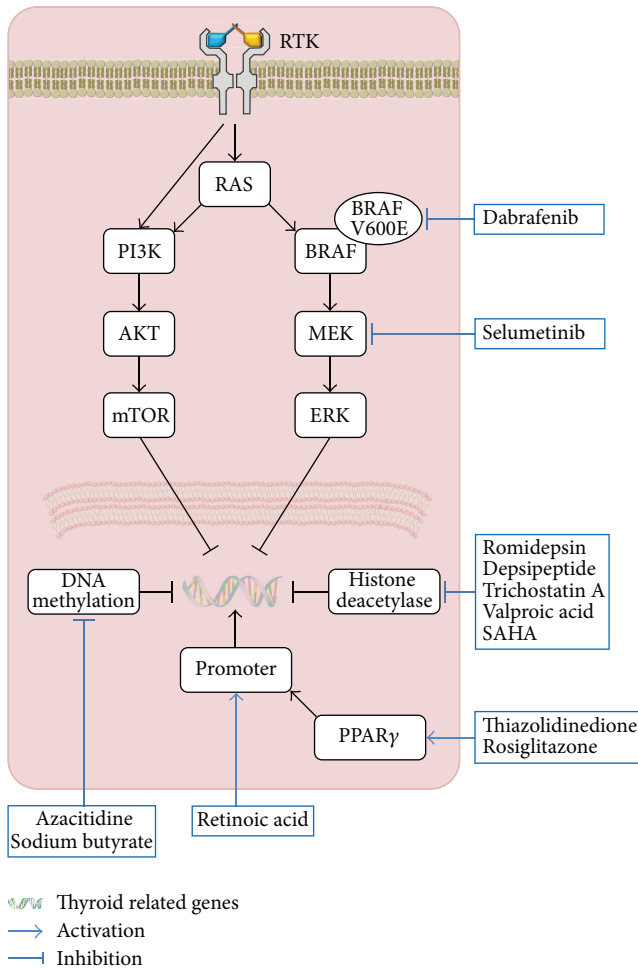 RTK
RAS
BRAF
V600E
Dabrafenib
PI3K
BRAF
AKT
MEK
Selumetinib
mTOR
ERK
DNA
methylation
Histone
deacetylase
Romidepsin
Depsipeptide
Trichostatin A
Valproic acid
SAHA
Promoter
PPARγ
Thiazolidinedione
Rosiglitazone
Azacitidine
Sodium butyrate
Retinoic acid
Thyroid related genes
Activation
Inhibition